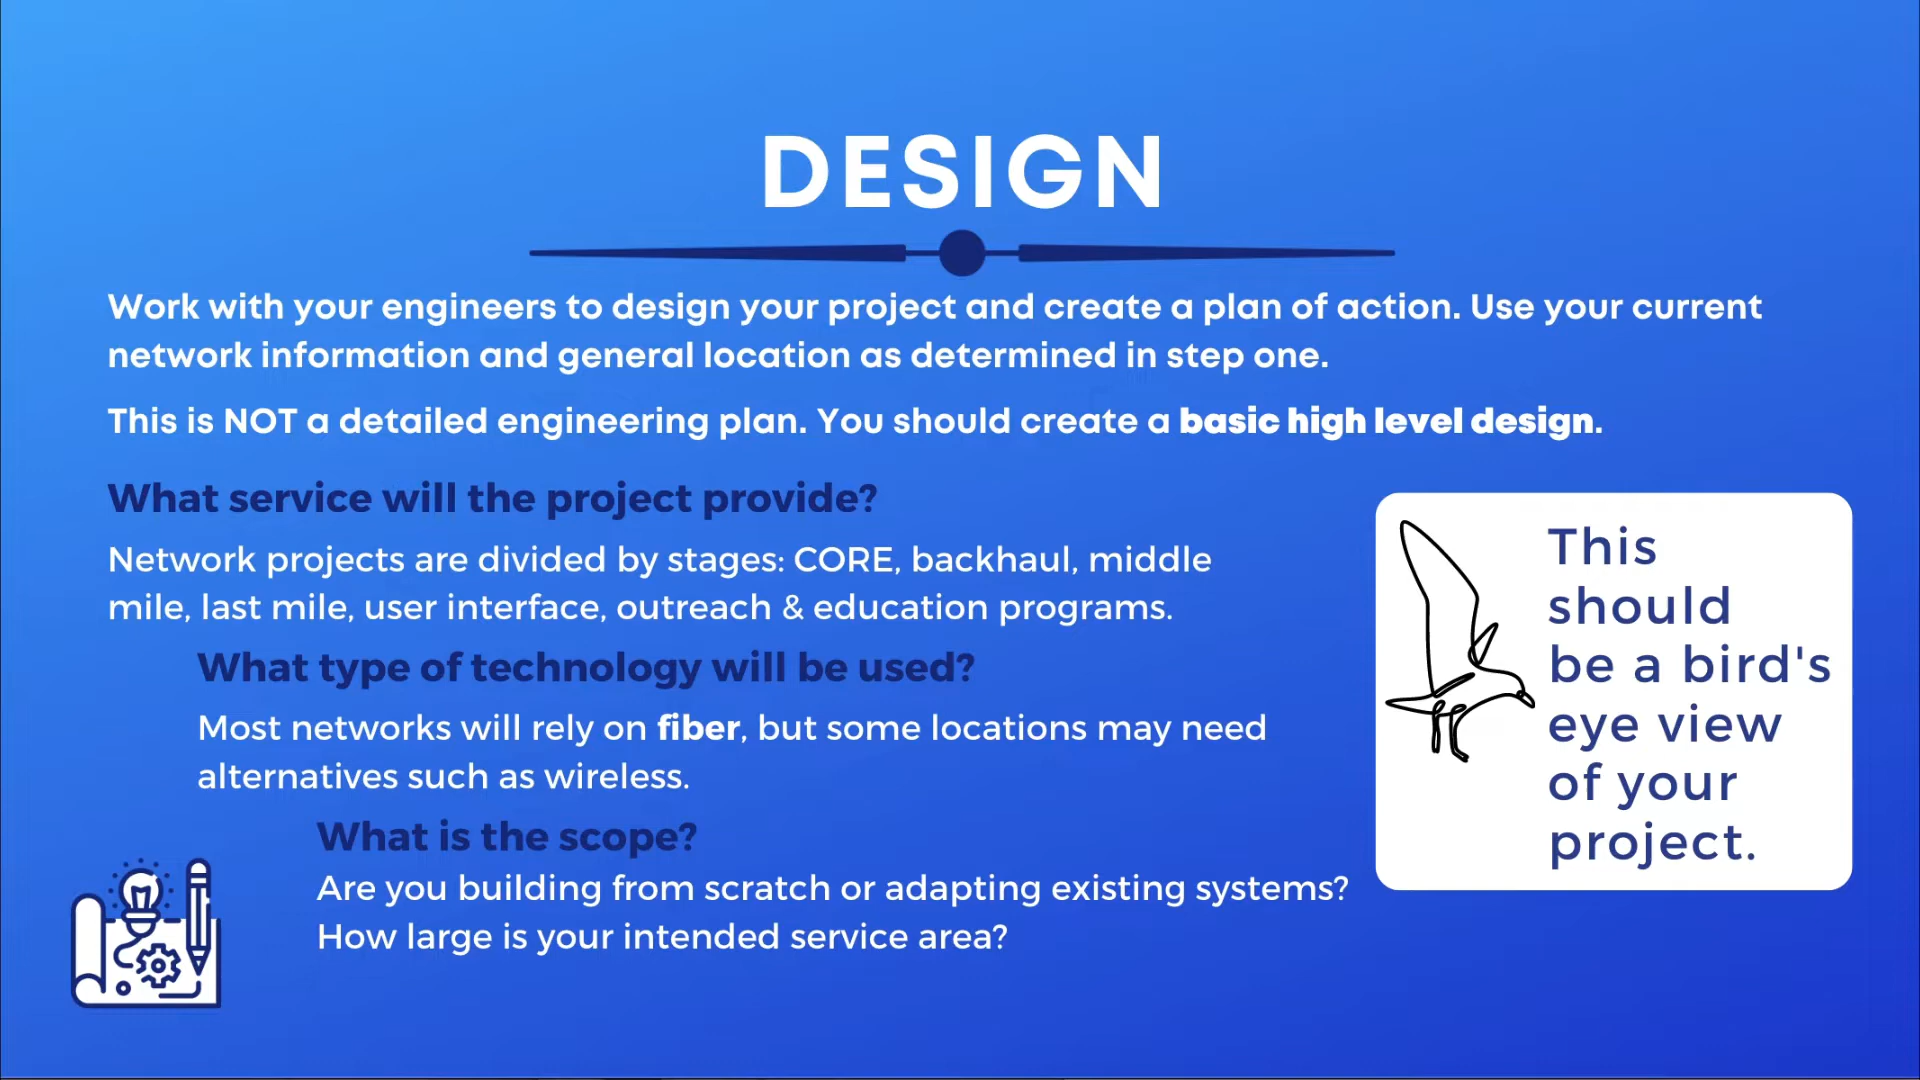 DESIGN
Work with your engineers to design your project and create a plan of action. Use your current
network information and general location as determined in step one.
This is NOT a detailed engineering plan. You should create a basic high level design.
What service will the project provide?
Network projects are divided by stages: CORE, backhaul, middle
mile, last mile, user interface, outreach & education programs.
What type of technology will be used?
Most networks will rely on fiber, but some locations may need
alternatives such as wireless.
What is the scope?
Are you building from scratch or adapting existing systems?
How large is your intended service area?
This
should
be a bird's
eye view
of your
project.